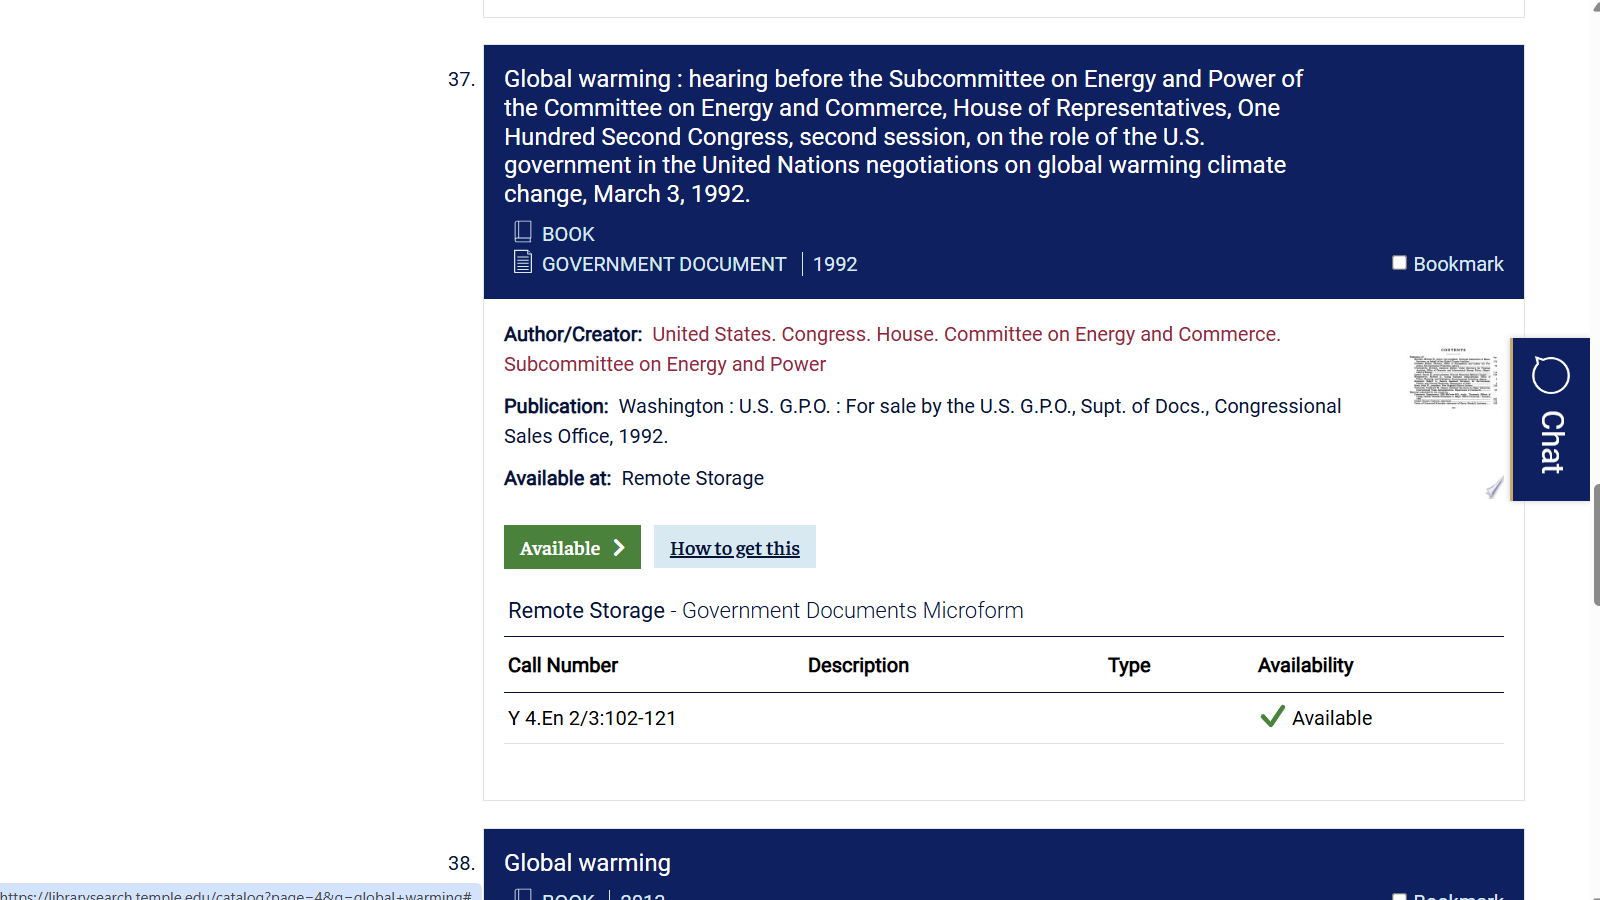 37.
Global warming : hearing before the Subcommittee on Energy and Power of
the Committee on Energy and Commerce, House of Representatives, One
Hundred Second Congress, second session, on the role of the U.S.
government in the United Nations negotiations on global warming climate
change, March 3, 1992.
BOOK
GOVERNMENT DOCUMENT | 1992
Bookmark
Author/Creator: United States. Congress. House. Committee on Energy and Commerce.
Subcommittee on Energy and Power
Publication: Washington : U.S. G.P.O. : For sale by the U.S. G.P.O., Supt. of Docs., Congressional
Sales Office, 1992.
Available at: Remote Storage
CONTENTS
Chat
Available
How to get this
Remote Storage - Government Documents Microform
Call Number Description Type Availability
Y 4.En 2/3:102-121 Available
38.
Global warming
BOOK | 2012
Bookmark
https://librarysearch.temple.edu/catalog?page=4&q=global+warming#